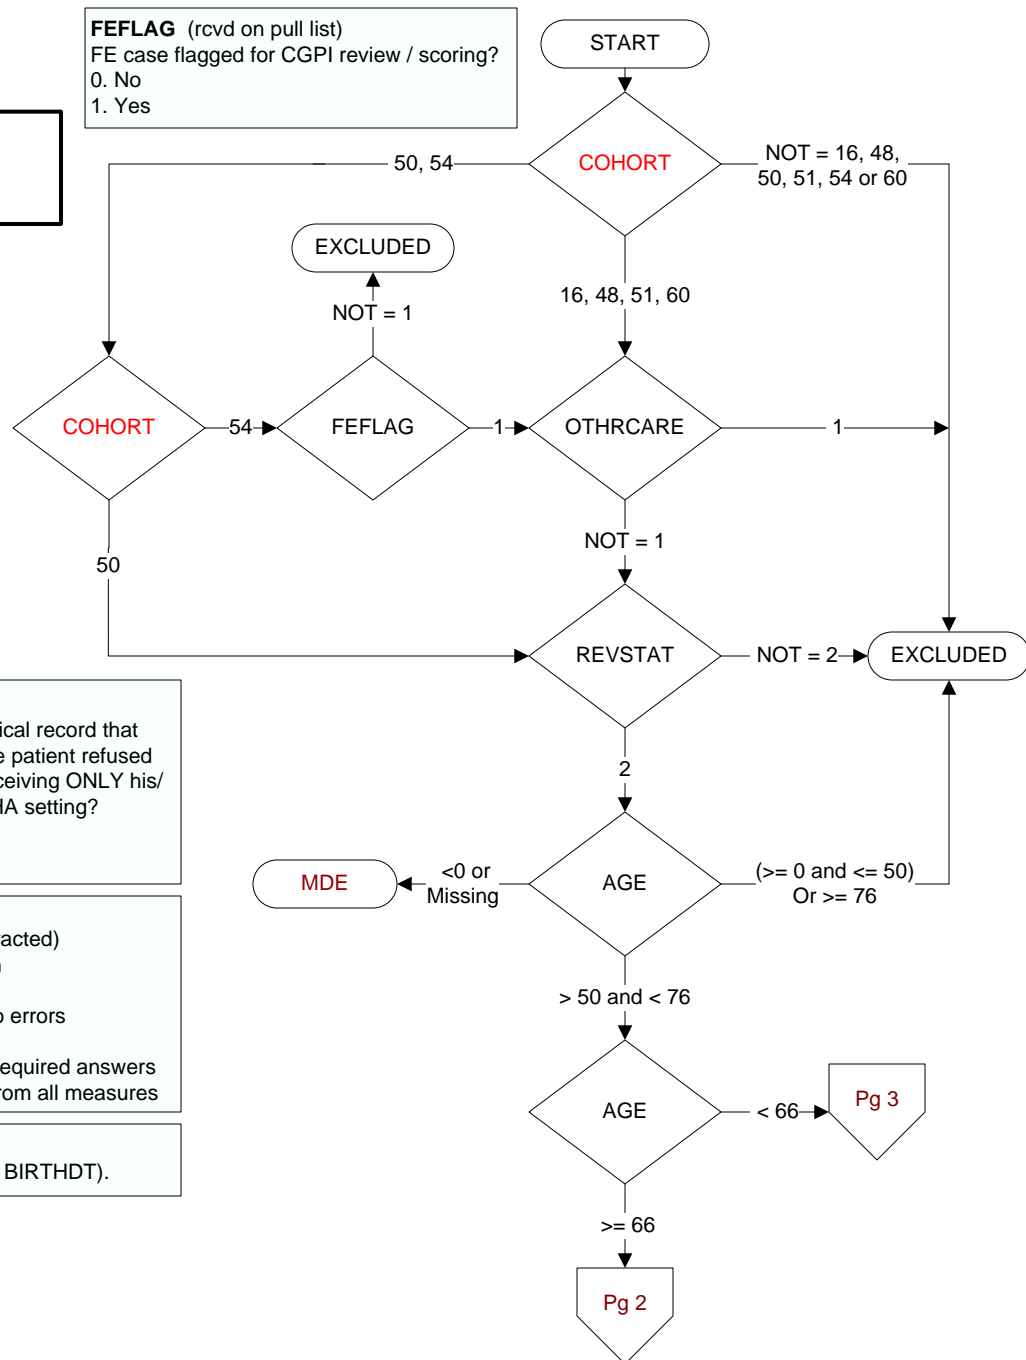 FEFLAG (rcvd on pull list)
FE case flagged for CGPI review / scoring?
0. No
1. Yes
START
COHORT
50, 54
NOT = 16, 48,
50, 51, 54 or 60
EXCLUDED
NOT = 1
16, 48, 51, 60
COHORT
54
FEFLAG
1
OTHRCARE
1
50
NOT = 1
REVSTAT
NOT = 2
EXCLUDED
2
ical record that
e patient refused
ceiving ONLY his/
HA setting?
MDE
<0 or
Missing
AGE
(>= 0 and <= 50)
Or >= 76
racted)
o errors
equired answers
rom all measures
> 50 and < 76
AGE
< 66
Pg 3
BIRTHDT).
>= 66
Pg 2